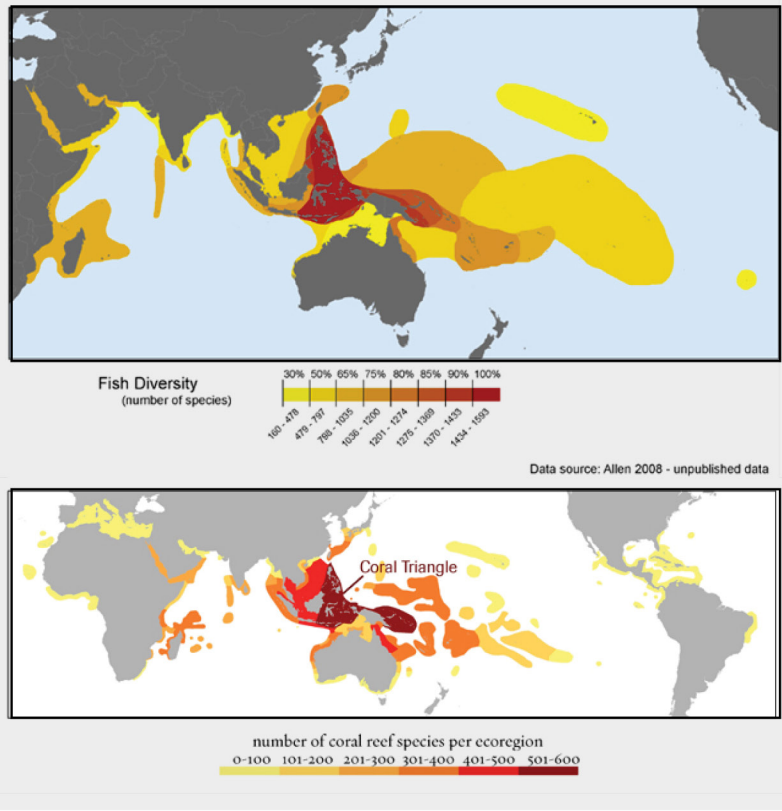 Fish Diversity
(number of species)
30% 50% 65% 75% 80% 85% 90% 100%
160 - 478
479 - 797
798 - 1035
1036 - 1200
1201 - 1274
1275 - 1369
1370 - 1433
1434 - 1593
Data source: Allen 2008 - unpublished data
Coral Triangle
number of coral reef species per ecoregion
0-100 101-200 201-300 301-400 401-500 501-600